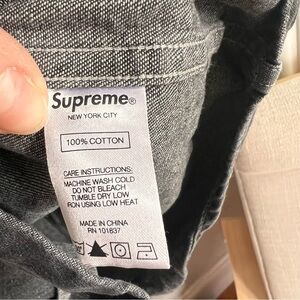 Supreme®
NEW YORK CITY
100% COTTON
CARE INSTRUCTIONS:
MACHINE WASH COLD
DO NOT BLEACH
TUMBLE DRY LOW
IRON USING LOW HEAT
MADE IN CHINA
RN 101837